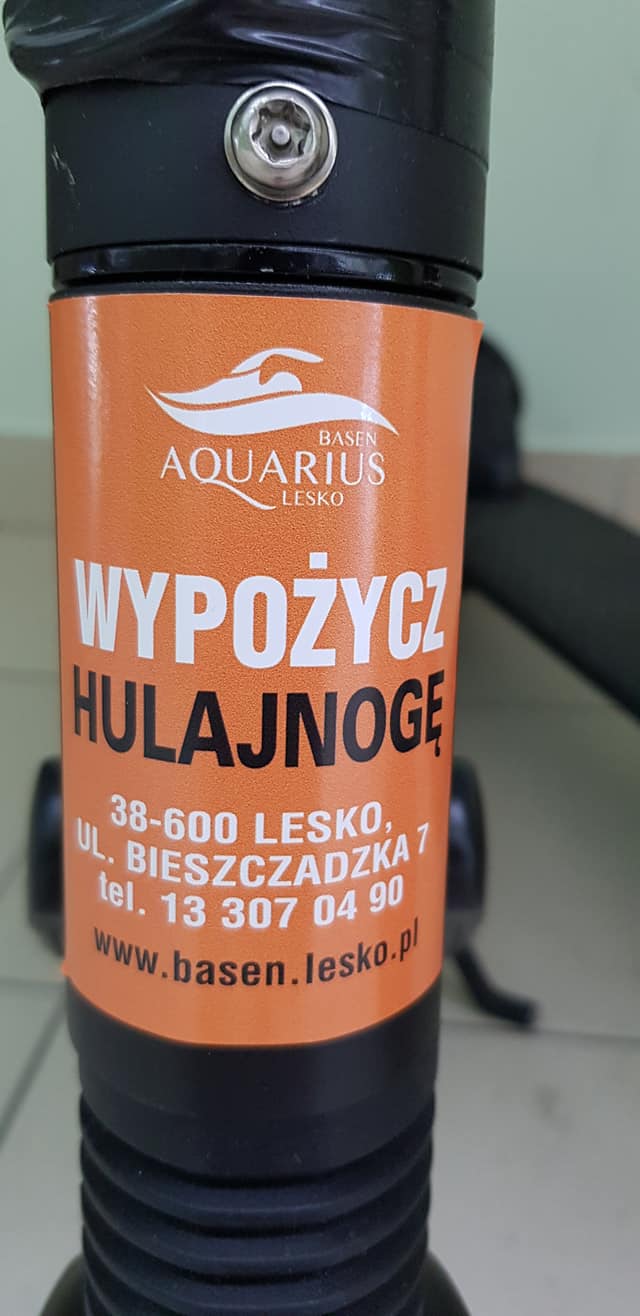 BASEN
AQUARIUS
LESKO
WYPOŻYCZ
HULAJNOGĘ
38-600 LESKO,
UL. BIESZCZADZKA 7
tel. 13 307 04 90
www.basen.lesko.pl